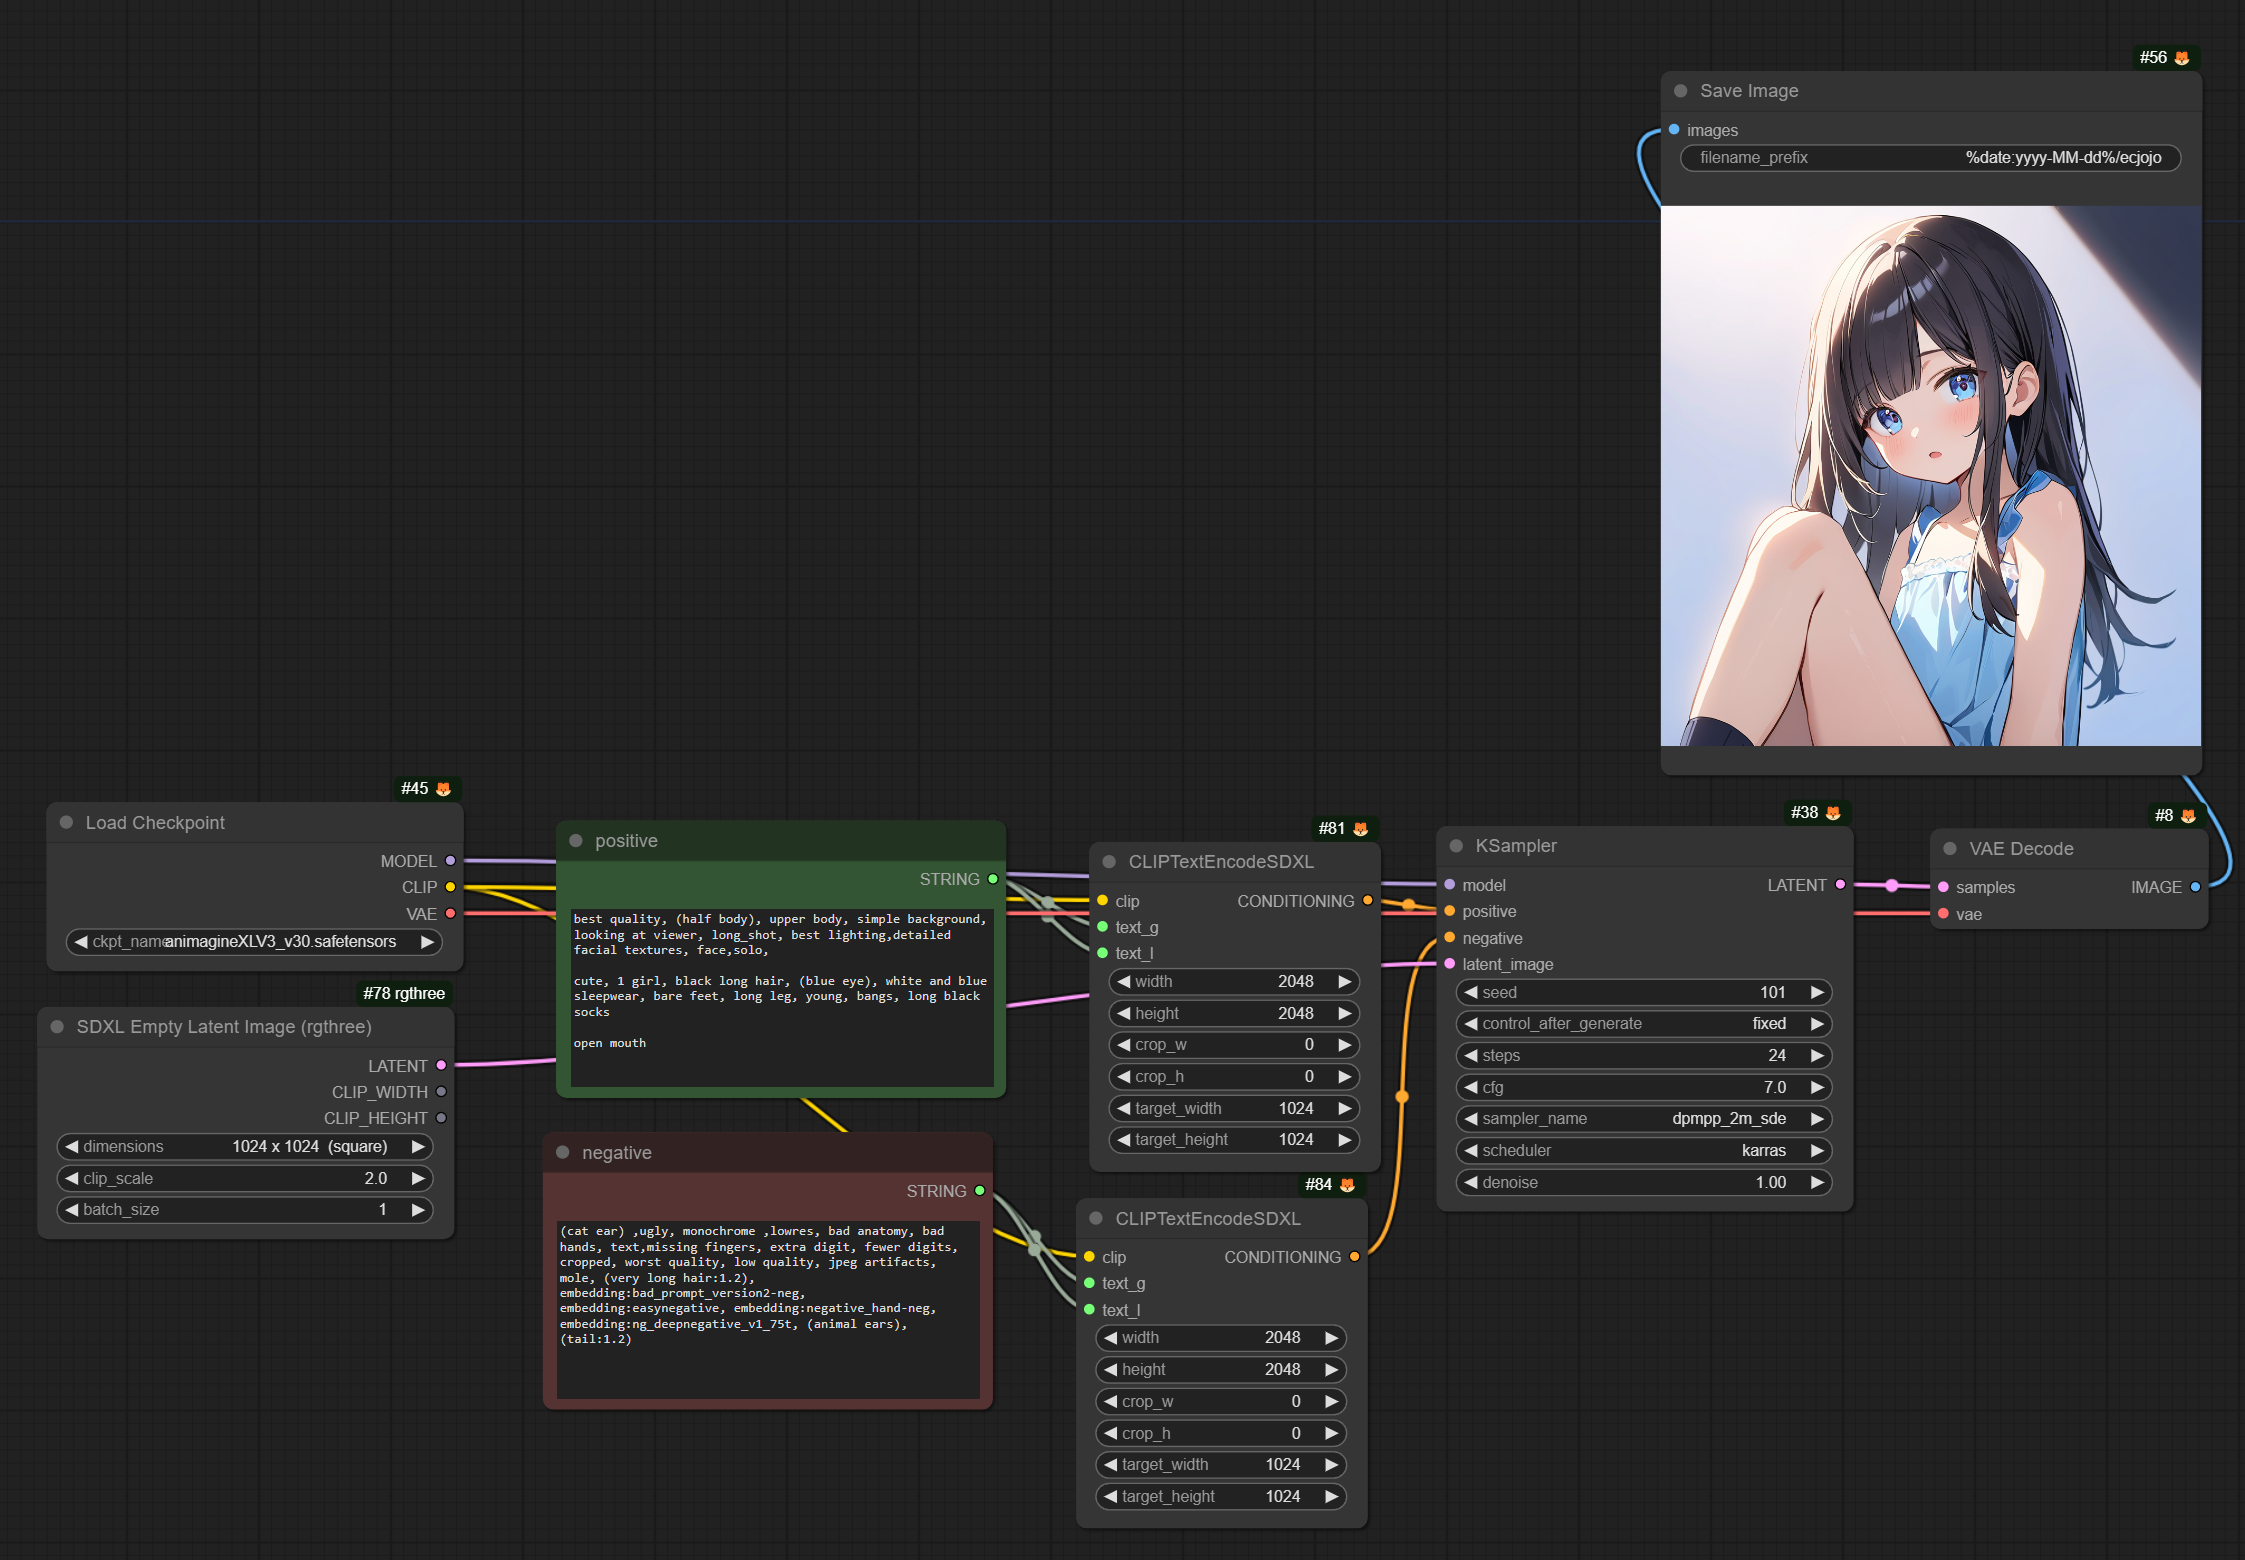 #56
Save Image
images
filename_prefix %date:yyyy-MM-dd%/ecjojo
#45
Load Checkpoint
MODEL
CLIP
VAE
ckpt_name animagineXLV3_v30.safetensors
#78 rgthree
SDXL Empty Latent Image (rgthree)
LATENT
CLIP_WIDTH
CLIP_HEIGHT
dimensions 1024 x 1024 (square)
clip_scale 2.0
batch_size 1
positive
STRING
best quality, (half body), upper body, simple background,
looking at viewer, long_shot, best lighting,detailed
facial textures, face,solo,
cute, 1 girl, black long hair, (blue eye), white and blue
sleepwear, bare feet, long leg, young, bangs, long black
socks
open mouth
negative
STRING
(cat ear) ,ugly, monochrome ,lowres, bad anatomy, bad
hands, text,missing fingers, extra digit, fewer digits,
cropped, worst quality, low quality, jpeg artifacts,
mole, (very long hair:1.2),
embedding:bad_prompt_version2-neg,
embedding:easynegative, embedding:negative_hand-neg,
embedding:ng_deepnegative_v1_75t, (animal ears),
(tail:1.2)
#81
CLIPTextEncodeSDXL
clip CONDITIONING
text_g
text_l
width 2048
height 2048
crop_w 0
crop_h 0
target_width 1024
target_height 1024
#84
CLIPTextEncodeSDXL
clip CONDITIONING
text_g
text_l
width 2048
height 2048
crop_w 0
crop_h 0
target_width 1024
target_height 1024
#38
KSampler
model LATENT
positive
negative
latent_image
seed 101
control_after_generate fixed
steps 24
cfg 7.0
sampler_name dpmpp_2m_sde
scheduler karras
denoise 1.00
#8
VAE Decode
samples IMAGE
vae